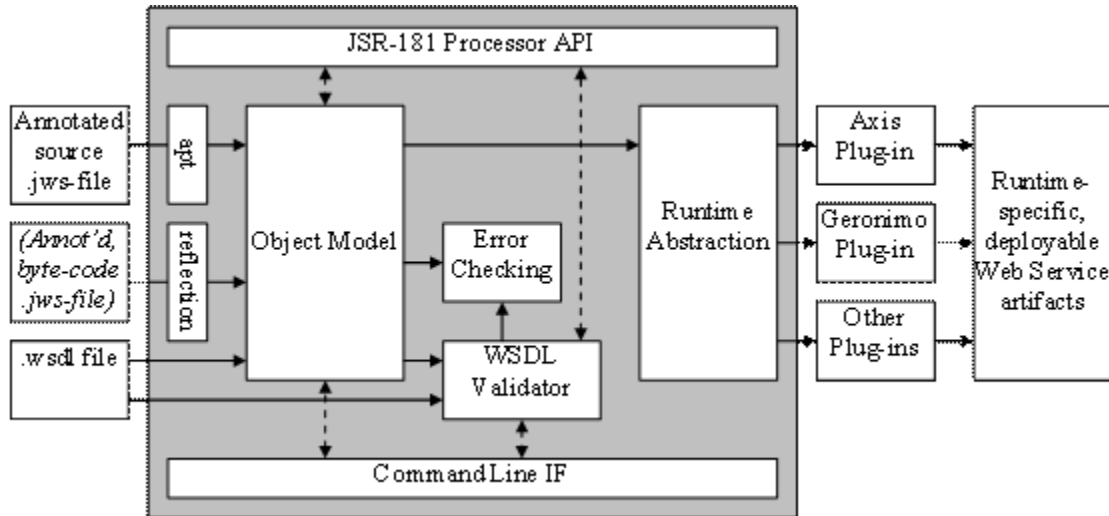 JSR-181 Processor API
Annotated
source
.jws-file
apt
(Annot'd,
byte-code
.jws-file)
reflection
.wsdl file
Object Model
Error
Checking
WSDL
Validator
Runtime
Abstraction
Axis
Plug-in
Geronimo
Plug-in
Other
Plug-ins
Runtime-
specific,
deployable
Web Service
artifacts
Command Line IF